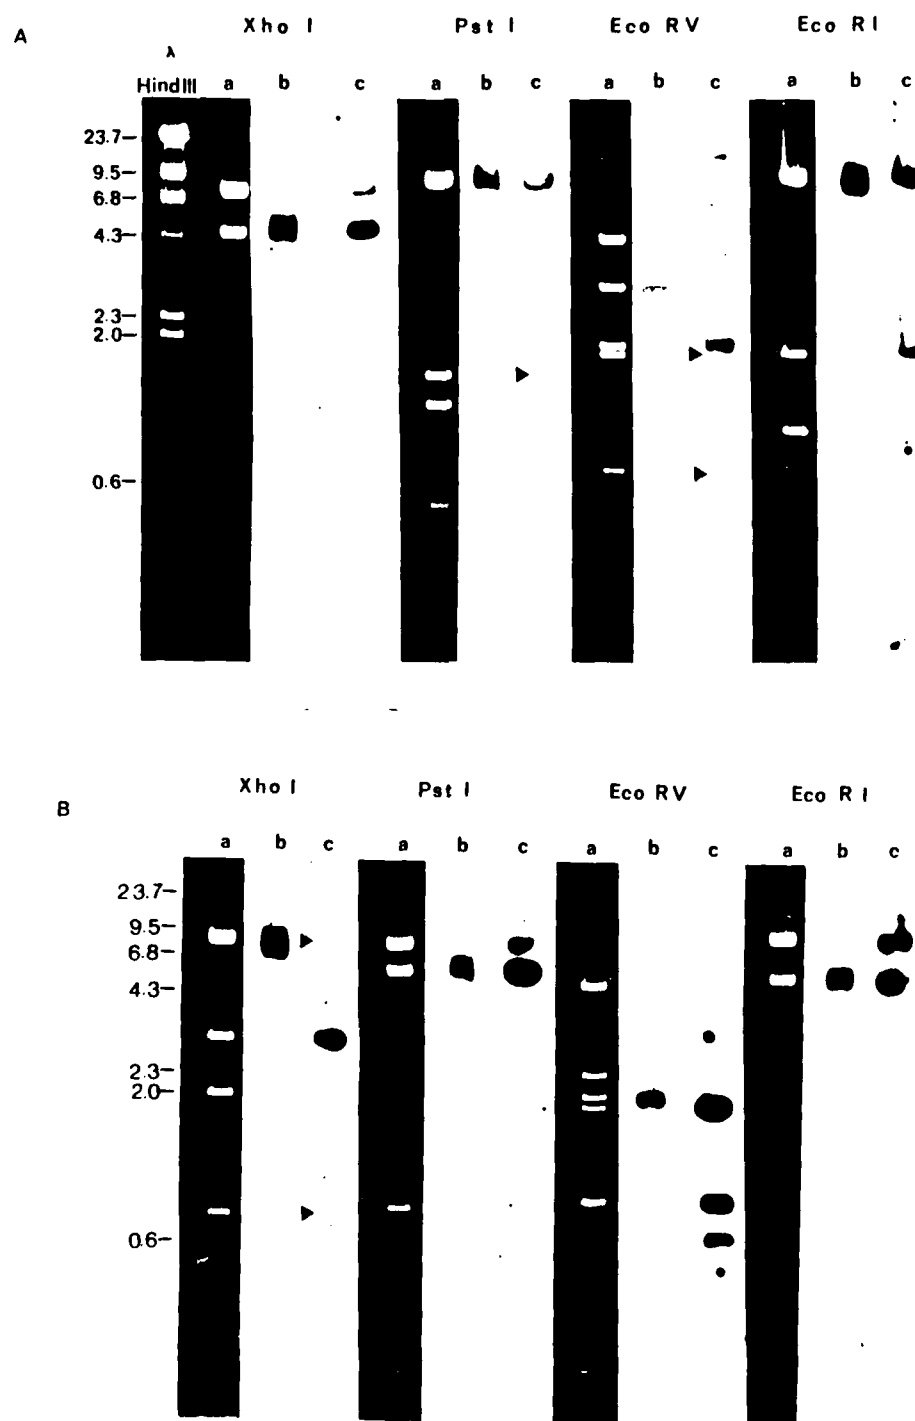 A
Xho I Pst I Eco RV Eco RI
λ
HindIII a b c a b c a b c a b c
23.7
9.5
6.8
4.3
2.3
2.0
0.6
B
Xho I Pst I Eco RV Eco RI
a b c a b c a b c a b c
23.7
9.5
6.8
4.3
2.3
2.0
0.6